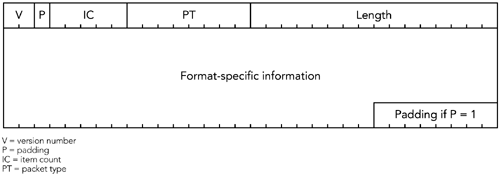 V P IC PT Length
Format-specific information
Padding if P = 1
V = version number
P = padding
IC = item count
PT = packet type